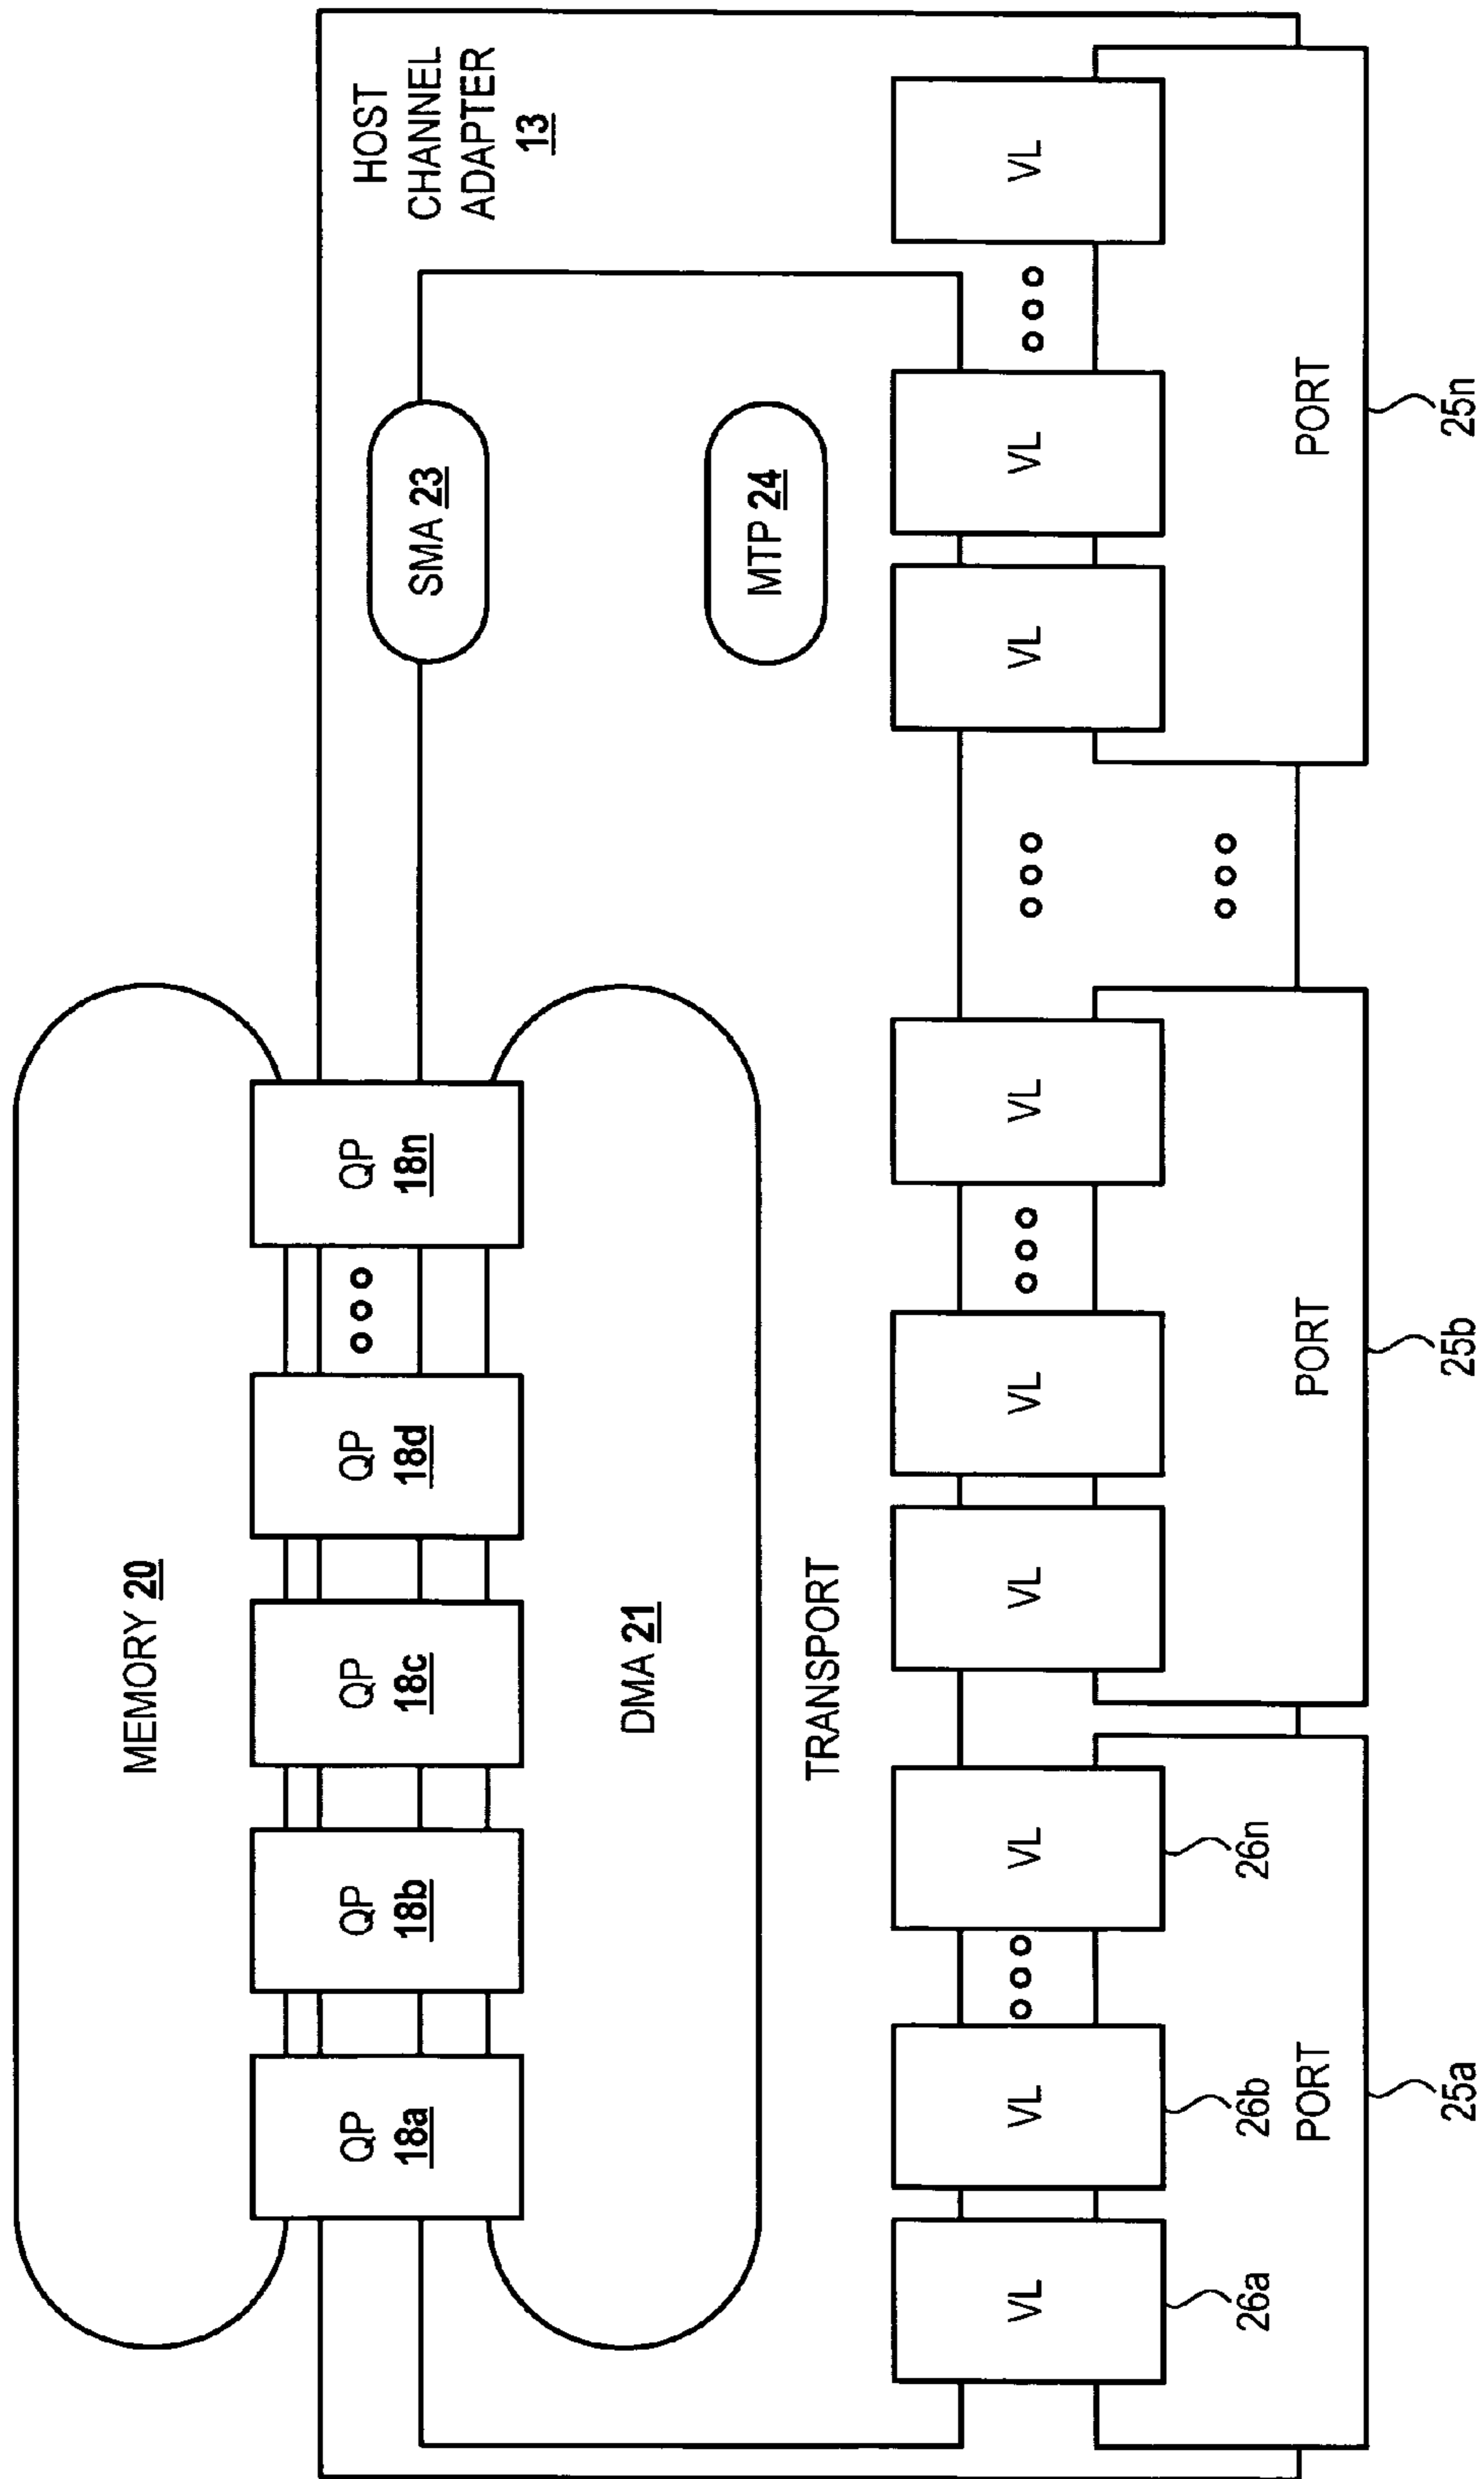 MEMORY 20
HOST
CHANNEL
ADAPTER
13
QP
18a
QP
18b
QP
18c
QP
18d
QP
18n
SMA 23
DMA 21
MTP 24
TRANSPORT
VL
VL
VL
VL
VL
VL
VL
VL
VL
26a
26b
26n
PORT
PORT
PORT
25a
25b
25n